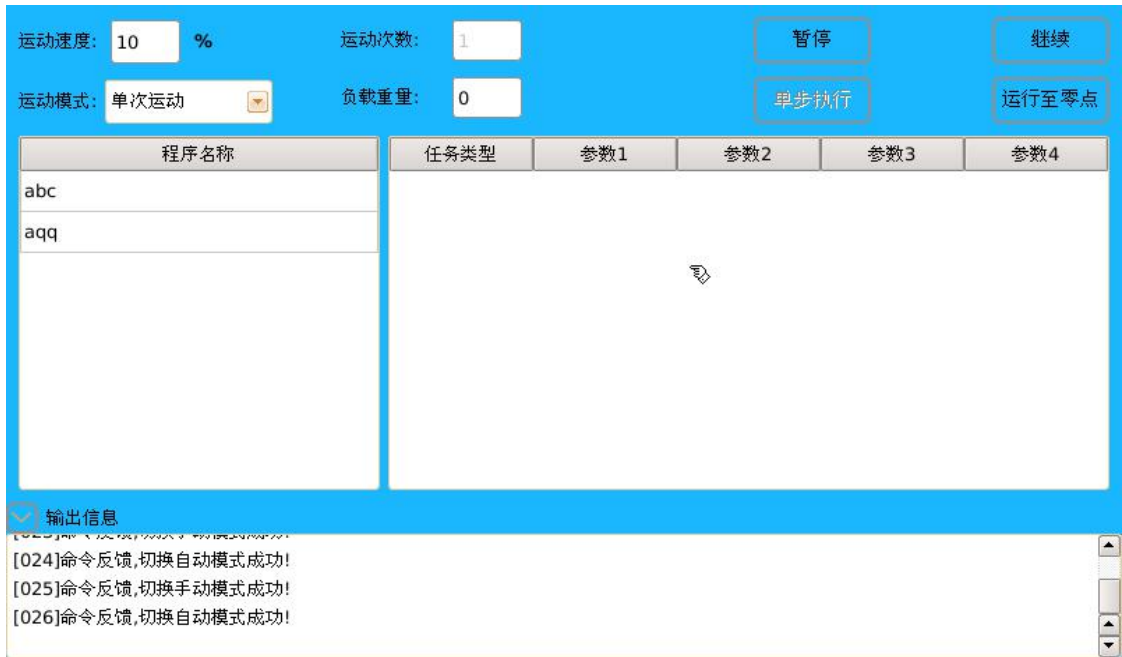 运动速度: 10 % 运动次数: 1 暂停 继续
运动模式: 单次运动 负载重量: 0 单步执行 运行至零点
程序名称 任务类型 参数1 参数2 参数3 参数4
abc
aqq
输出信息
[024]命令反馈,切换自动模式成功!
[025]命令反馈,切换手动模式成功!
[026]命令反馈,切换自动模式成功!